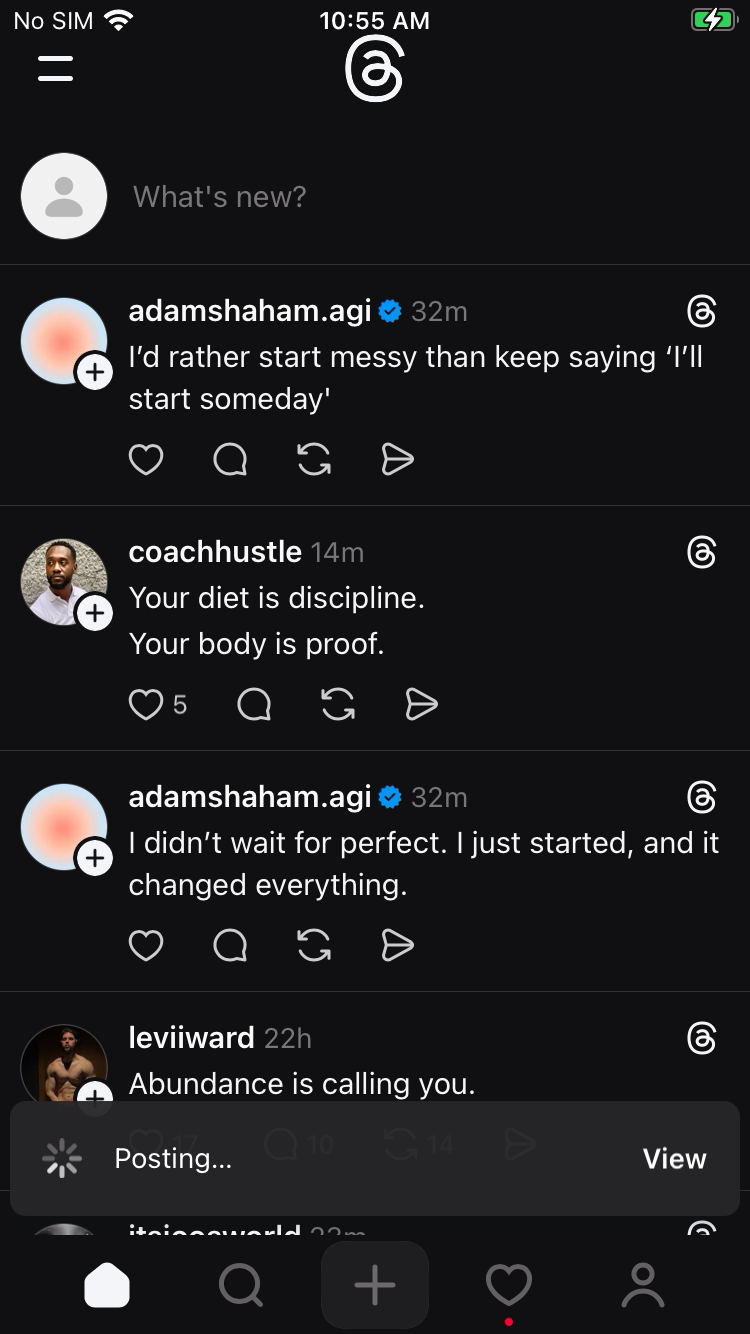 No SIM
10:55 AM
What's new?
adamshaham.agi 32m
I’d rather start messy than keep saying ‘I’ll
start someday'
coachhustle 14m
Your diet is discipline.
Your body is proof.
5
adamshaham.agi 32m
I didn’t wait for perfect. I just started, and it
changed everything.
leviiward 22h
Abundance is calling you.
17 10 14
Posting...
View